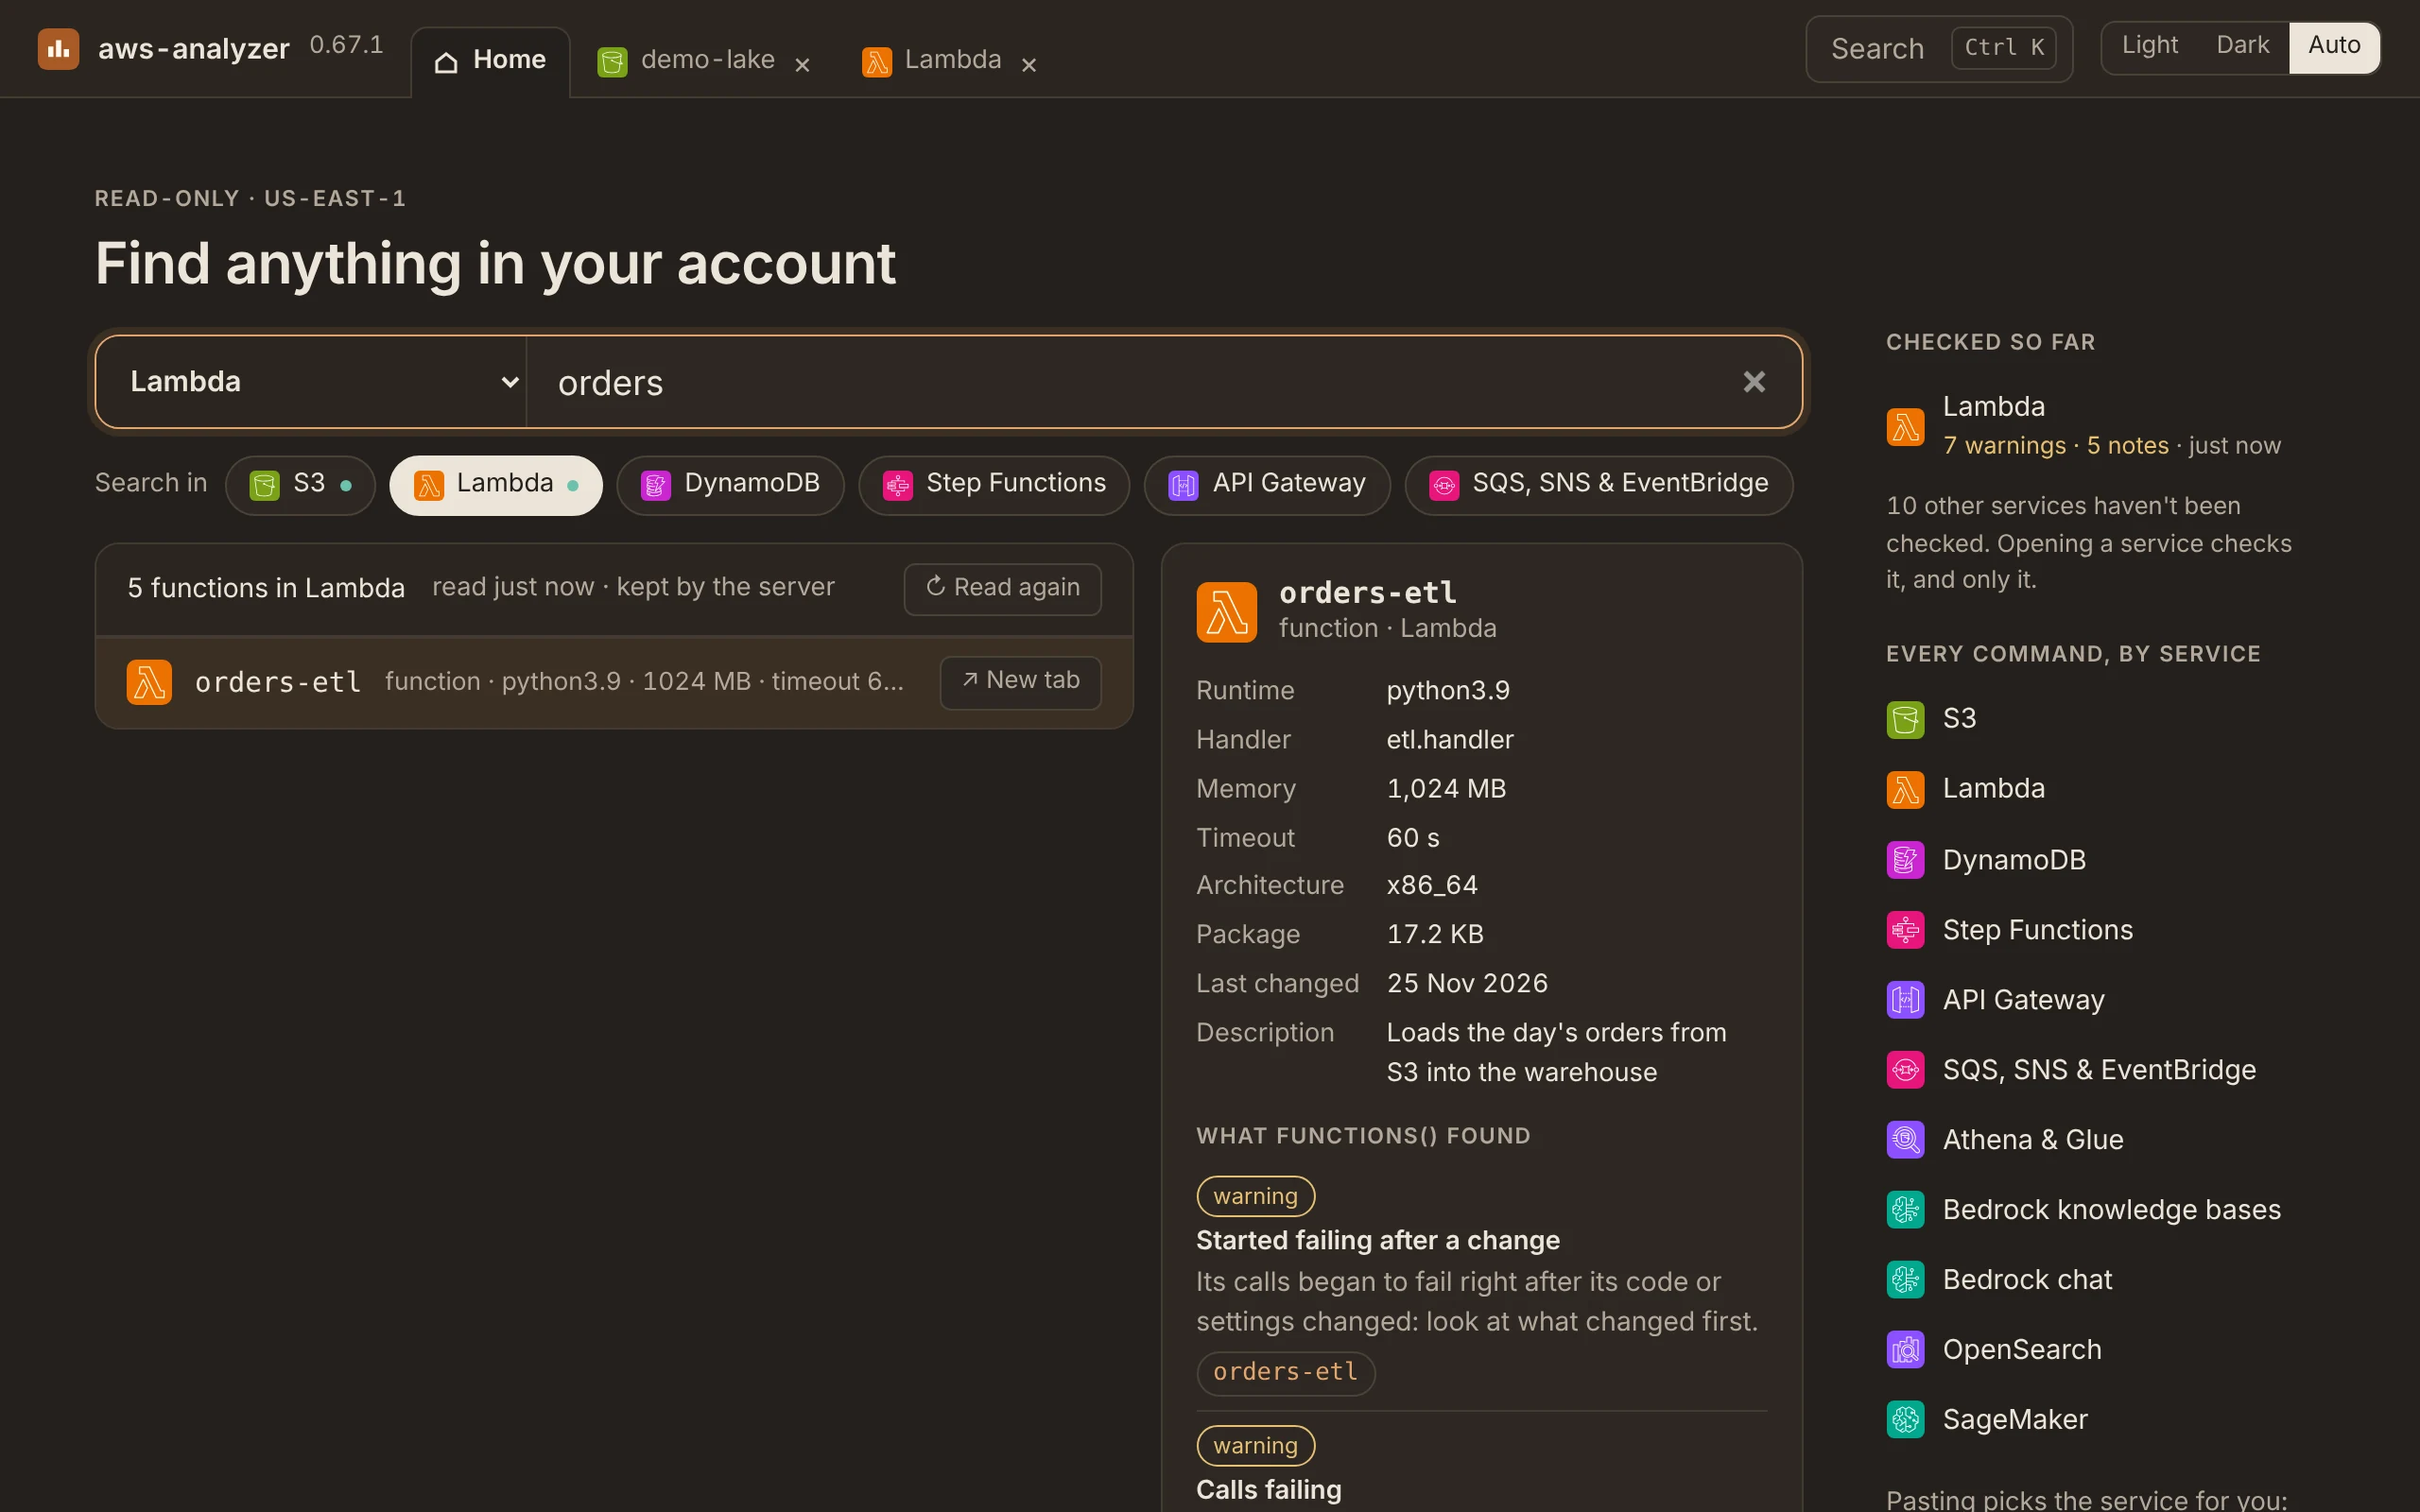 aws-analyzer 0.67.1
Home
demo-lake ×
Lambda ×
Search Ctrl K
Light Dark Auto
READ-ONLY · US-EAST-1
Find anything in your account
Lambda
orders
Search in
S3
Lambda
DynamoDB
Step Functions
API Gateway
SQS, SNS & EventBridge
5 functions in Lambda read just now · kept by the server
Read again
orders-etl function · python3.9 · 1024 MB · timeout 6…
New tab
orders-etl
function · Lambda
Runtime python3.9
Handler etl.handler
Memory 1,024 MB
Timeout 60 s
Architecture x86_64
Package 17.2 KB
Last changed 25 Nov 2026
Description Loads the day's orders from
S3 into the warehouse
WHAT FUNCTIONS() FOUND
warning
Started failing after a change
Its calls began to fail right after its code or
settings changed: look at what changed first.
orders-etl
warning
Calls failing
CHECKED SO FAR
Lambda
7 warnings · 5 notes · just now
10 other services haven't been
checked. Opening a service checks
it, and only it.
EVERY COMMAND, BY SERVICE
S3
Lambda
DynamoDB
Step Functions
API Gateway
SQS, SNS & EventBridge
Athena & Glue
Bedrock knowledge bases
Bedrock chat
OpenSearch
SageMaker
Pasting picks the service for you: